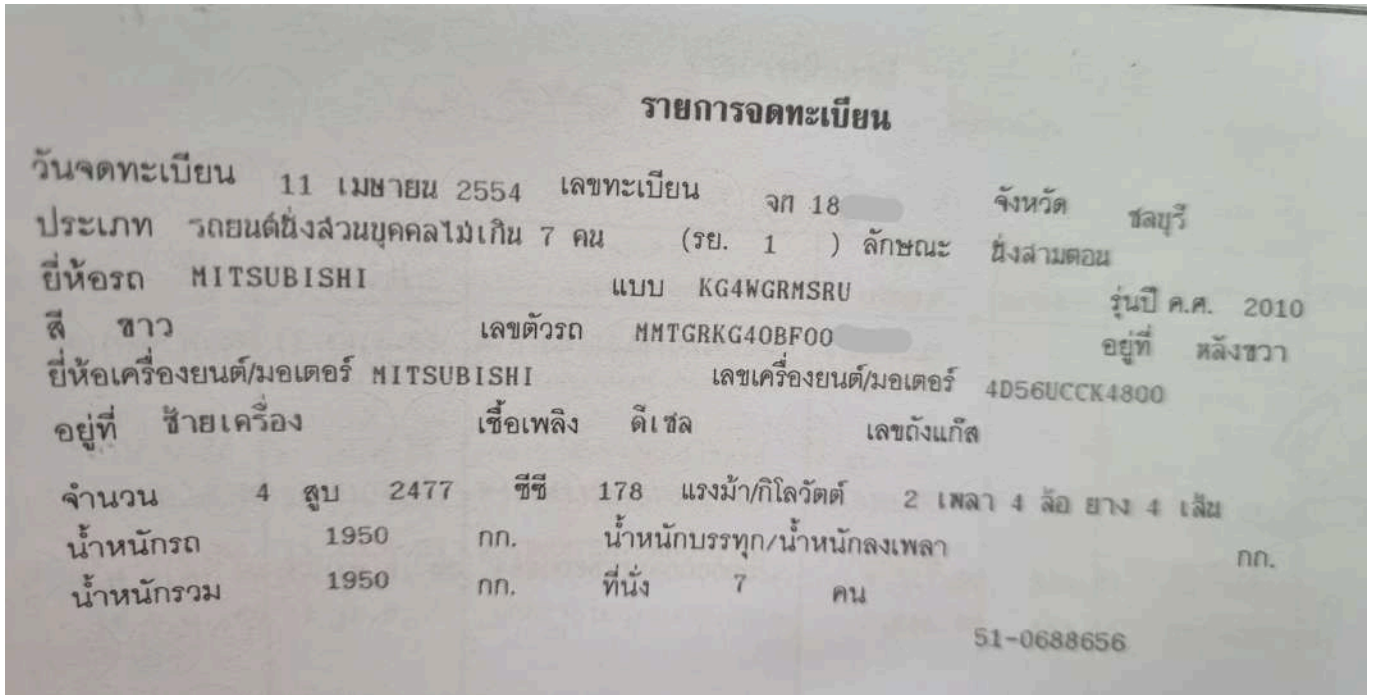 รายการจดทะเบียน
วันจดทะเบียน 11 เมษายน 2554 เลขทะเบียน จศ 18 จังหวัด ชลบุรี
ประเภท รถยนต์นั่งส่วนบุคคลไม่เกิน 7 คน (รย. 1 ) ลักษณะ นั่งสามตอน
ยี่ห้อรถ MITSUBISHI แบบ KG4WGRMSRU รุ่นปี ค.ศ. 2010
สี ขาว เลขตัวรถ MMTGRKG40BF00 อยู่ที่ หลังขวา
ยี่ห้อเครื่องยนต์/มอเตอร์ MITSUBISHI เลขเครื่องยนต์/มอเตอร์ 4D56UCCK4800
อยู่ที่ ซ้ายเครื่อง เชื้อเพลิง ดีเซล เลขถังแก๊ส
จำนวน 4 สูบ 2477 ซีซี 178 แรงม้า/กิโลวัตต์ 2 เพลา 4 ล้อ ยาง 4 เส้น
น้ำหนักรถ 1950 กก. น้ำหนักบรรทุก/น้ำหนักลงเพลา กก.
น้ำหนักรวม 1950 กก. ที่นั่ง 7 คน
51-0688656